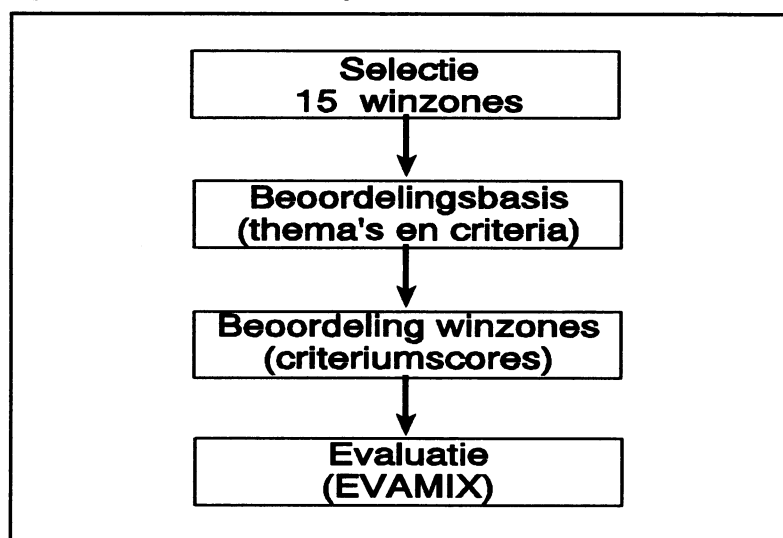 Selectie
15 winzones
Beoordelingsbasis
(thema's en criteria)
Beoordeling winzones
(criteriumscores)
Evaluatie
(EVAMIX)